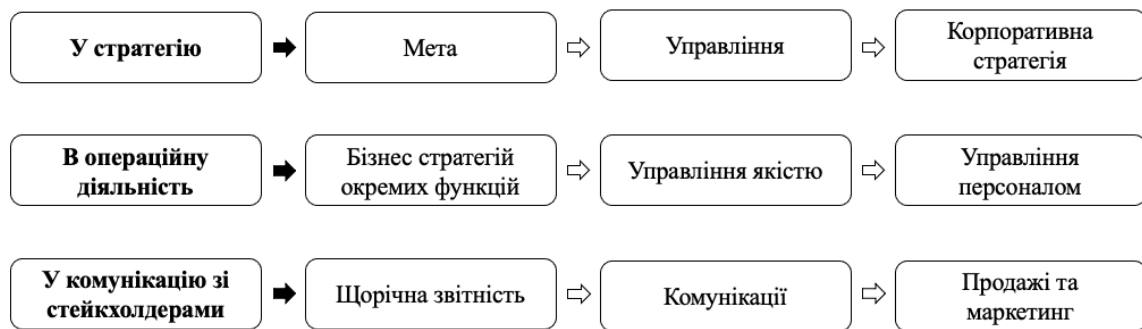 У стратегію
Мета
Управління
Корпоративна
стратегія
В операційну
діяльність
Бізнес стратегій
окремих функцій
Управління якістю
Управління
персоналом
У комунікацію зі
стейкхолдерами
Щорічна звітність
Комунікації
Продажі та
маркетинг